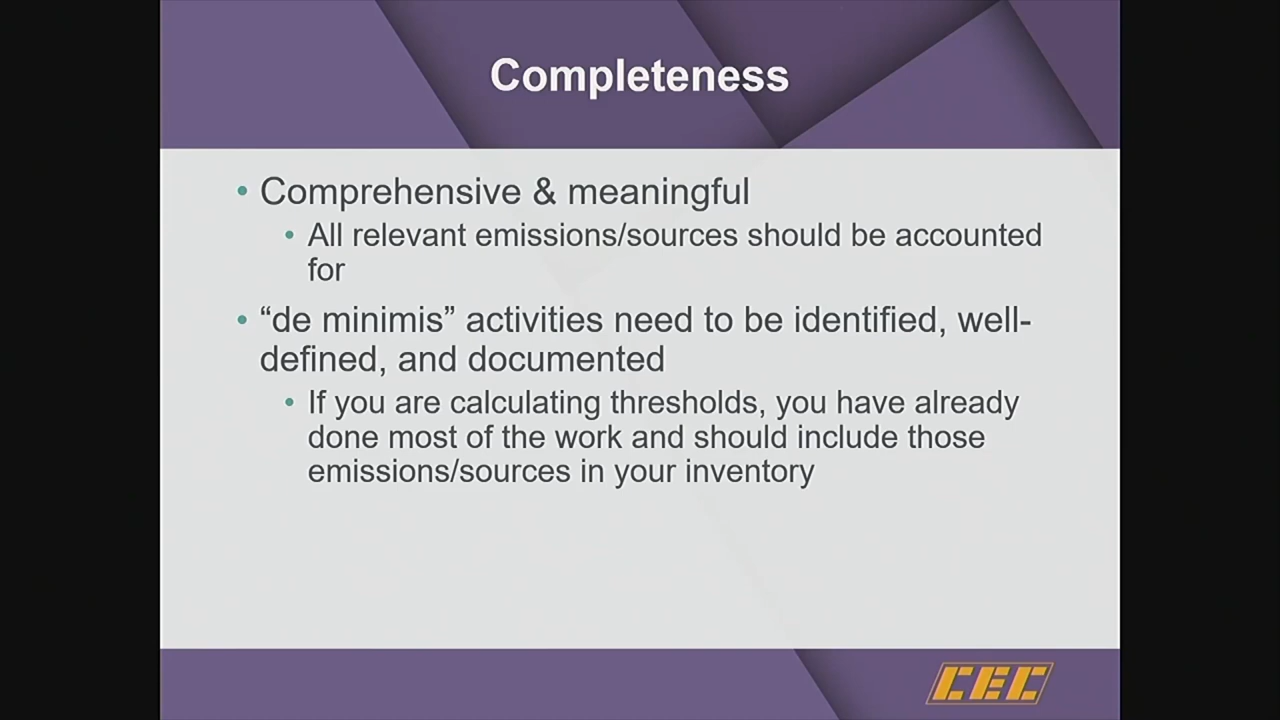 Completeness
• Comprehensive & meaningful
• All relevant emissions/sources should be accounted
for
• “de minimis” activities need to be identified, well-
defined, and documented
• If you are calculating thresholds, you have already
done most of the work and should include those
emissions/sources in your inventory
CEC